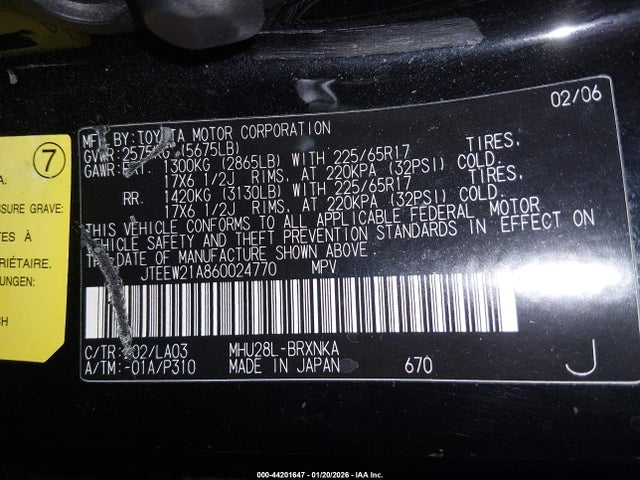 7
A.
SSURE GRAVE:
TES À
RIÉTAIRE.
UNGEN:
CH
02/06
MFD BY: TOYOTA MOTOR CORPORATION
GVWR: 2575KG (5675LB)
GAWR: FRT. 1300KG (2865LB) WITH 225/65R17 TIRES,
17X6 1/2J RIMS, AT 220KPA (32PSI) COLD.
RR. 1420KG (3130LB) WITH 225/65R17 TIRES,
17X6 1/2J RIMS, AT 220KPA (32PSI) COLD.
THIS VEHICLE CONFORMS TO ALL APPLICABLE FEDERAL MOTOR
VEHICLE SAFETY AND THEFT PREVENTION STANDARDS IN EFFECT ON
THE DATE OF MANUFACTURE SHOWN ABOVE.
JTEEW21A860024770 MPV
C/TR: 202/LA03 MHU28L-BRXNKA
A/TM: -01A/P310 MADE IN JAPAN 670 J
000-44201647 - 01/20/2026 - IAA Inc.